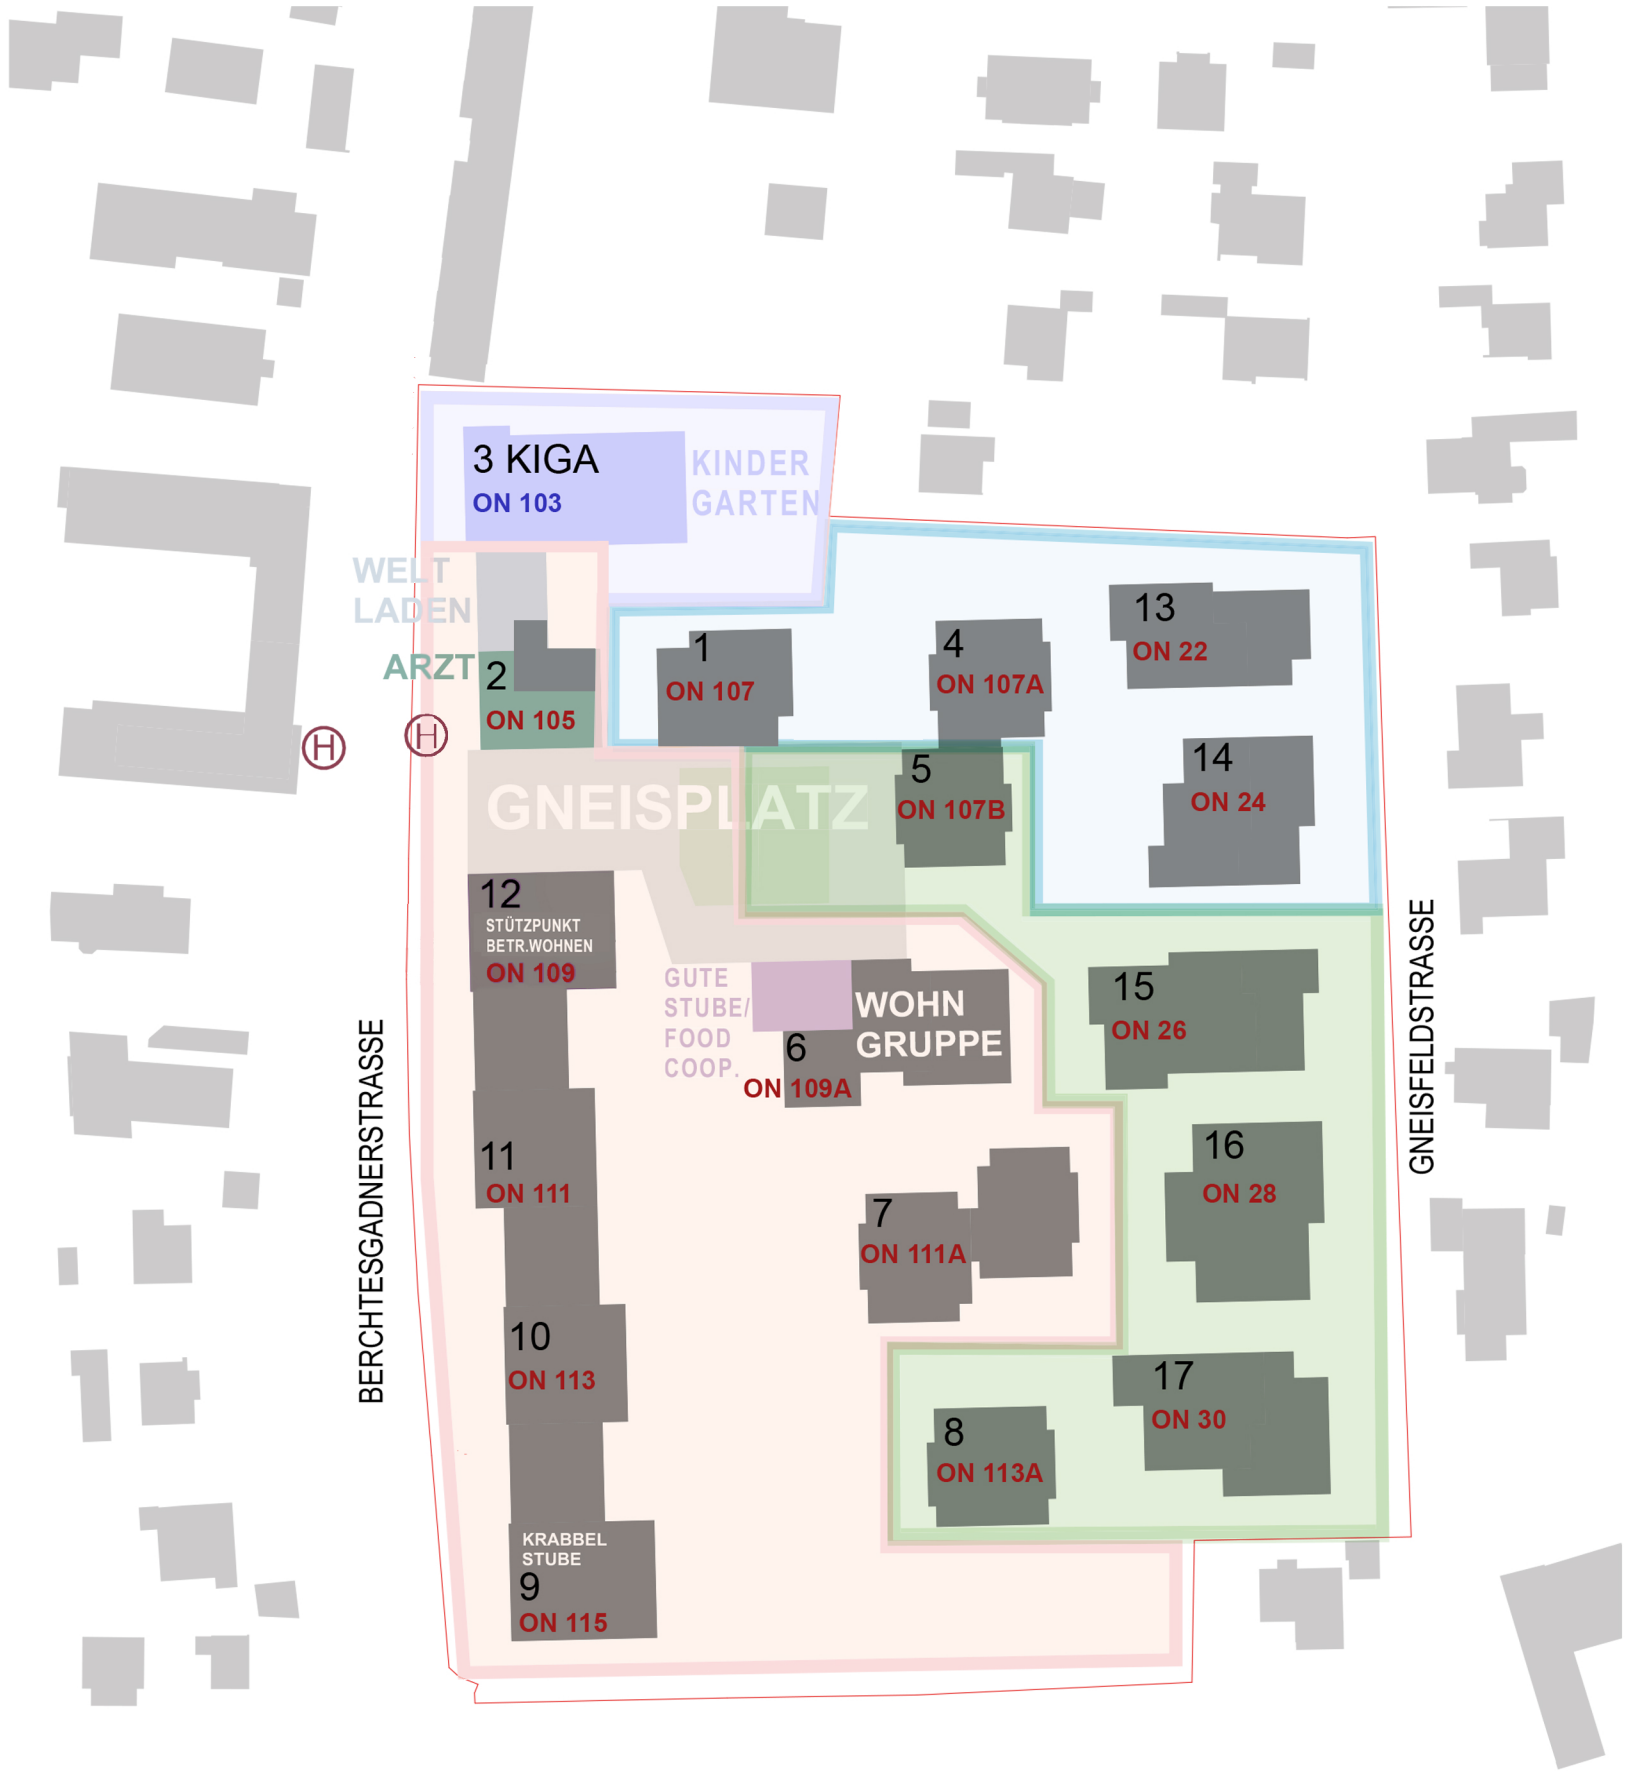 3 KIGA
ON 103
KINDER
GARTEN
WELT
LADEN
ARZT
2
ON 105
1
ON 107
4
ON 107A
13
ON 22
H
H
GNEISPLATZ
5
ON 107B
14
ON 24
12
STÜTZPUNKT
BETR.WOHNEN
ON 109
GUTE
STUBE/
FOOD
COOP.
WOHN
GRUPPE
6
ON 109A
15
ON 26
GNEISFELDSTRASSE
BERCHTESGADNERSTRASSE
11
ON 111
7
ON 111A
16
ON 28
10
ON 113
17
ON 30
8
ON 113A
KRABBEL
STUBE
9
ON 115